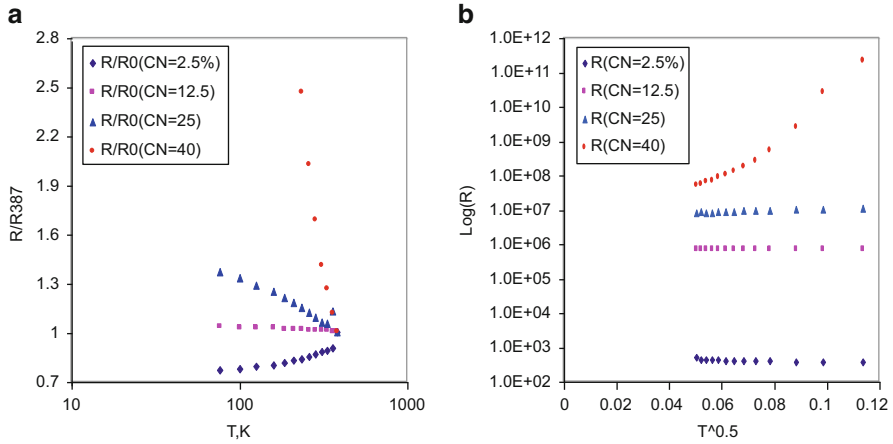 a
2.8
2.5
2.2
1.9
1.6
1.3
1
0.7
R/R387
R/R0(CN=2.5%)
R/R0(CN=12.5)
R/R0(CN=25)
R/R0(CN=40)
10
100
1000
T,K
b
1.0E+12
1.0E+11
1.0E+10
1.0E+09
1.0E+08
1.0E+07
1.0E+06
1.0E+05
1.0E+04
1.0E+03
1.0E+02
Log(R)
R(CN=2.5%)
R(CN=12.5)
R(CN=25)
R(CN=40)
0
0.02
0.04
0.06
0.08
0.1
0.12
T^0.5